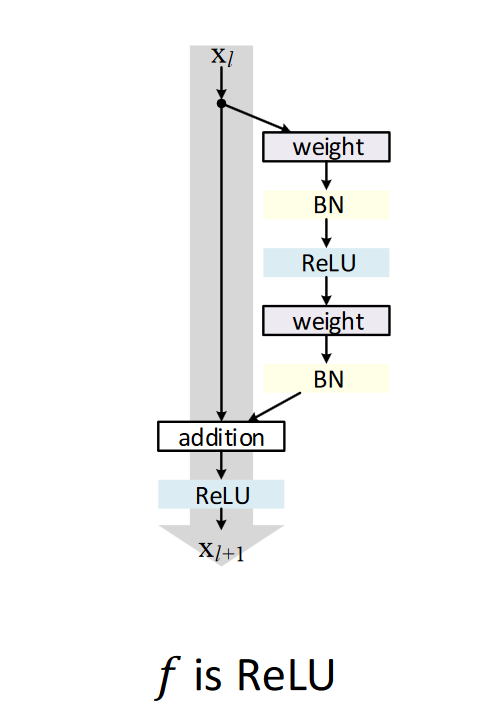 x_l
weight
BN
ReLU
weight
BN
addition
ReLU
x_{l+1}
f is ReLU